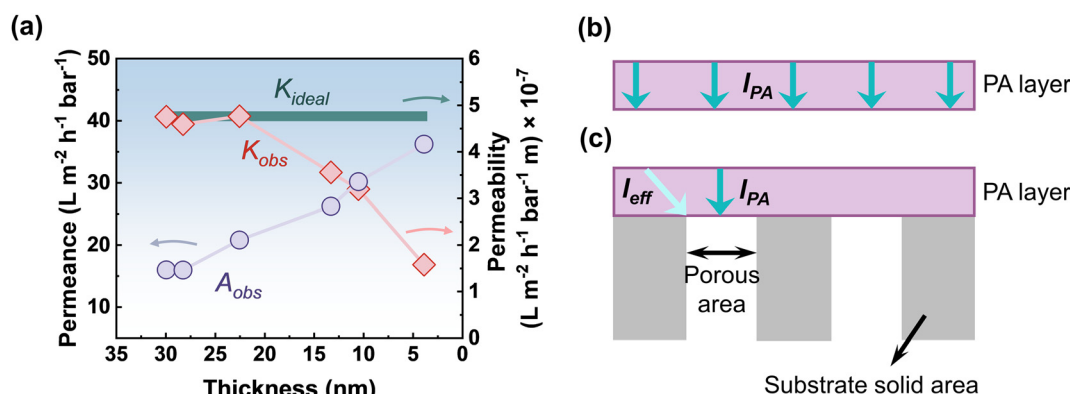 (a)
Permeance (L m⁻² h⁻¹ bar⁻¹)
50
40
30
20
10
K_ideal
K_obs
A_obs
6
5
4
3
2
1
0
Permeability
(L m⁻² h⁻¹ bar⁻¹ m) × 10⁻⁷
35 30 25 20 15 10 5 0
Thickness (nm)
(b)
I_PA
PA layer
(c)
I_eff
I_PA
PA layer
Porous
area
Substrate solid area